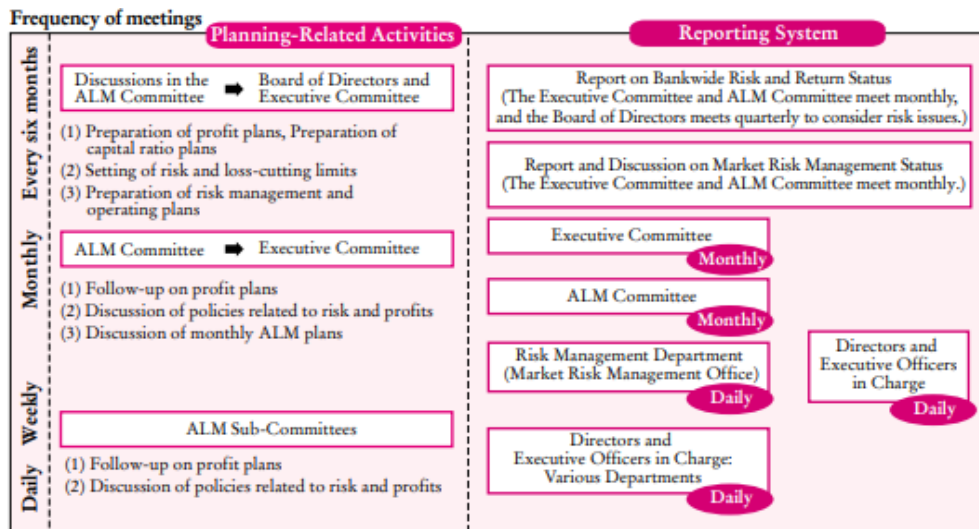 Frequency of meetings
Planning-Related Activities
Reporting System
Every six months
Discussions in the
ALM Committee
➡
Board of Directors and
Executive Committee
(1) Preparation of profit plans, Preparation of
capital ratio plans
(2) Setting of risk and loss-cutting limits
(3) Preparation of risk management and
operating plans
Report on Bankwide Risk and Return Status
(The Executive Committee and ALM Committee meet monthly,
and the Board of Directors meets quarterly to consider risk issues.)
Report and Discussion on Market Risk Management Status
(The Executive Committee and ALM Committee meet monthly.)
Monthly
ALM Committee ➡ Executive Committee
(1) Follow-up on profit plans
(2) Discussion of policies related to risk and profits
(3) Discussion of monthly ALM plans
Executive Committee
Monthly
ALM Committee
Monthly
Risk Management Department
(Market Risk Management Office)
Daily
Directors and
Executive Officers
in Charge
Daily
Weekly
ALM Sub-Committees
Daily
(1) Follow-up on profit plans
(2) Discussion of policies related to risk and profits
Directors and
Executive Officers in Charge:
Various Departments
Daily